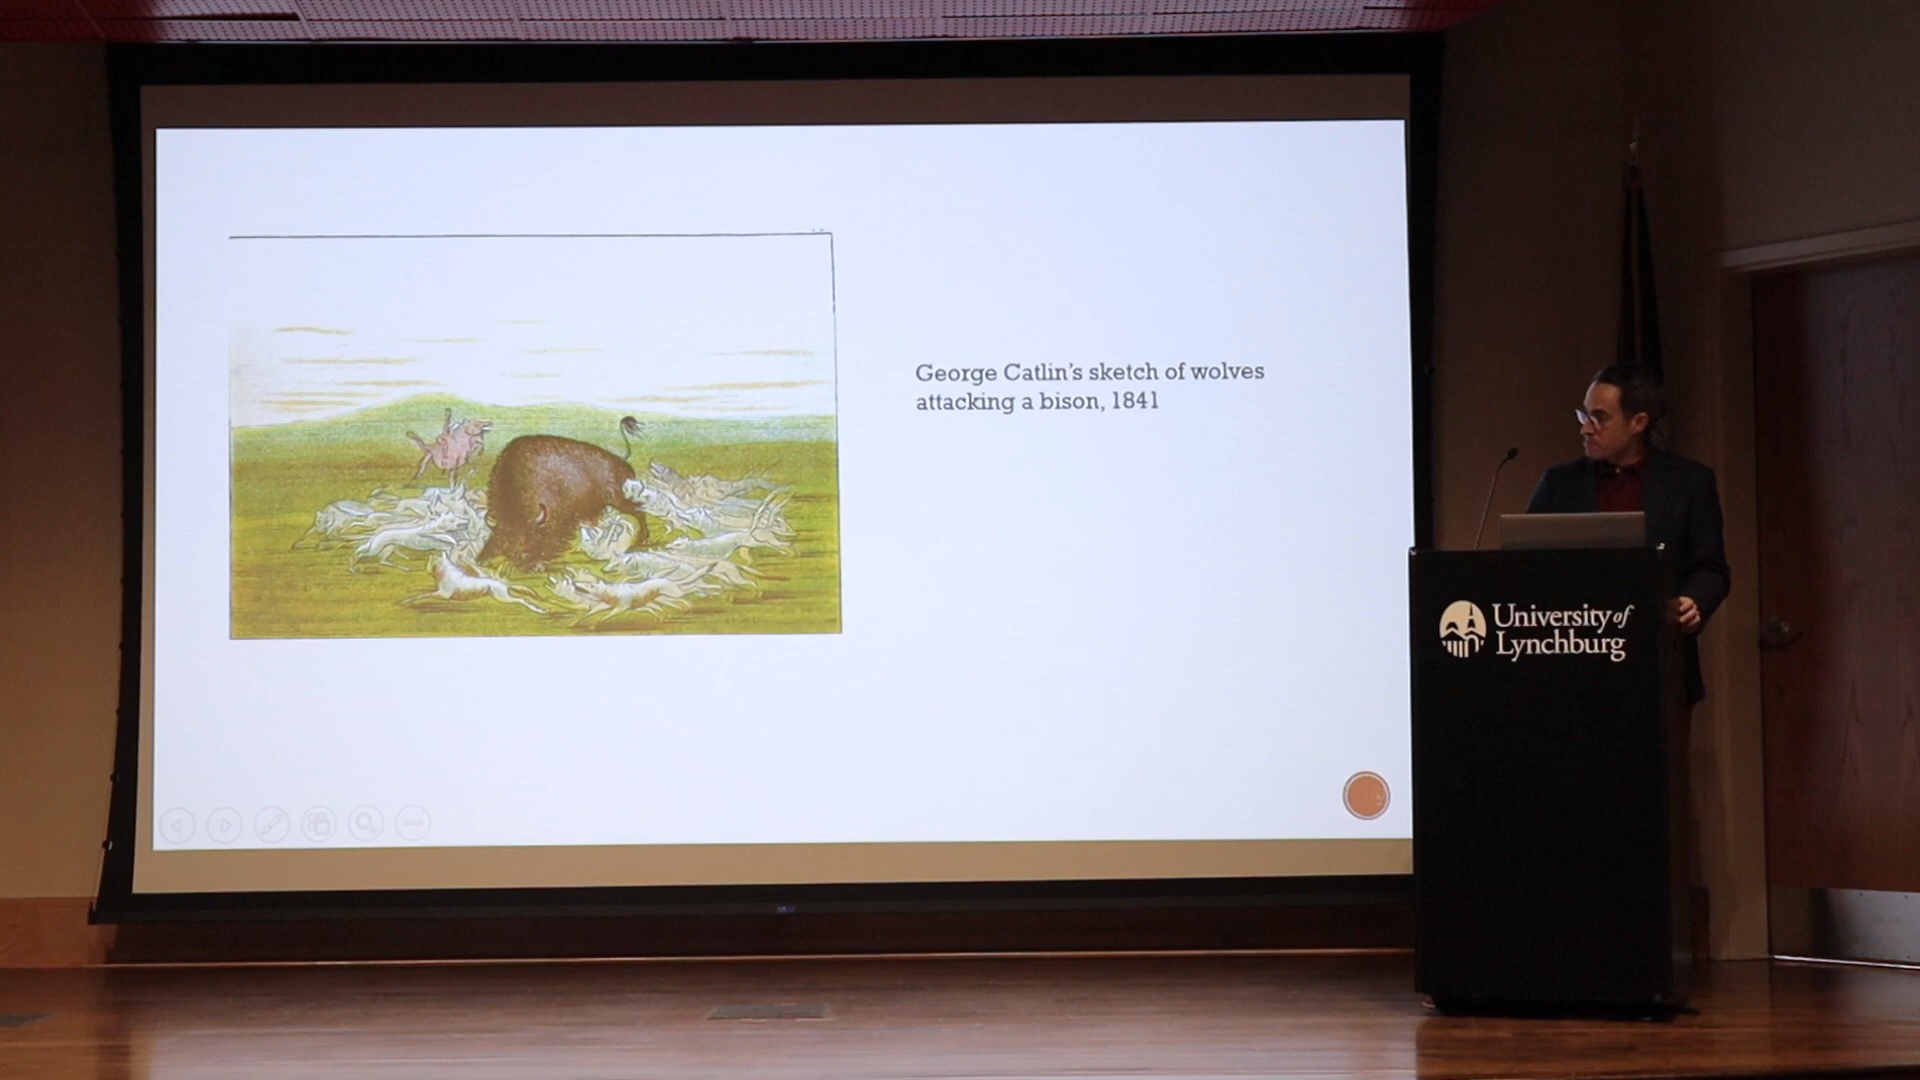 George Catlin's sketch of wolves
attacking a bison, 1841
University of
Lynchburg